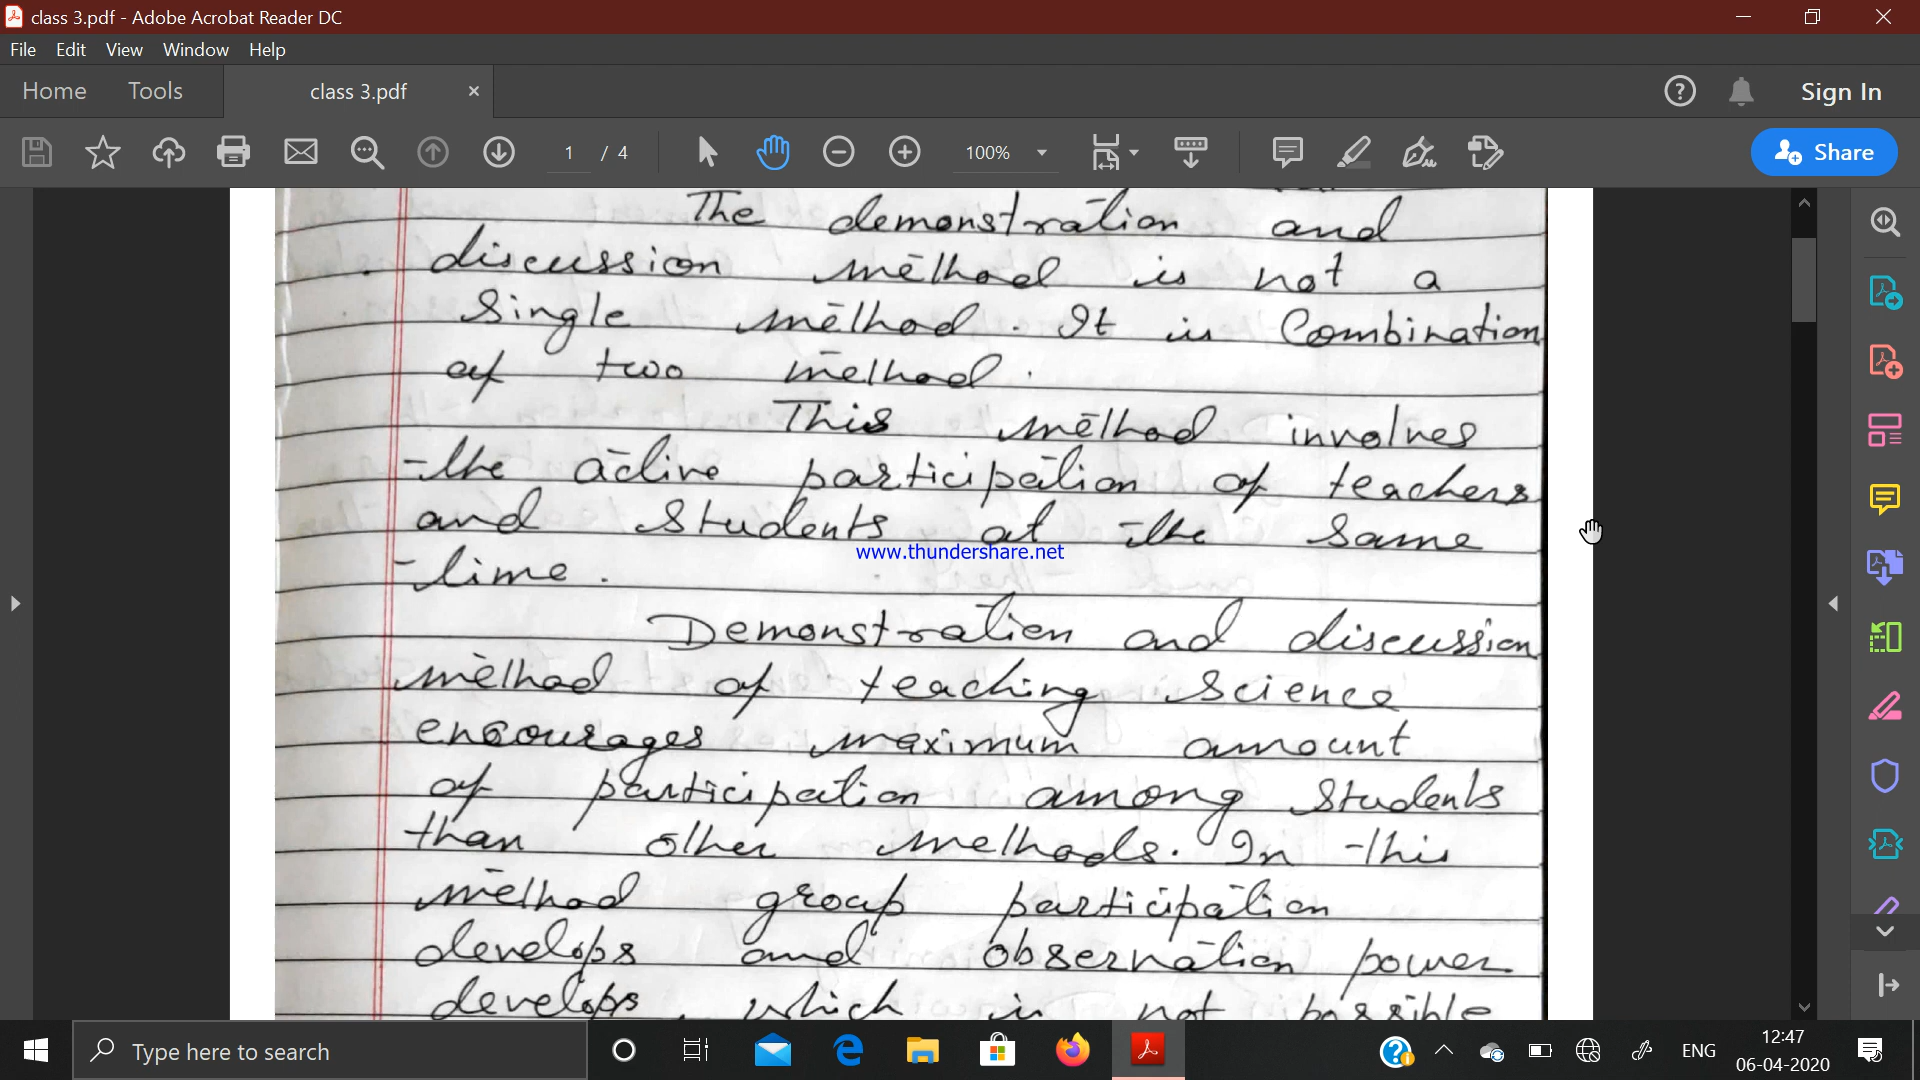 class 3.pdf - Adobe Acrobat Reader DC
File Edit View Window Help
Home Tools class 3.pdf × Sign In
1 / 4 100% Share
The demonstration and
discussion method is not a
single method. It is Combination
of two method.
This method involves
the active participation of teachers
and students at the same
www.thundershare.net
time.
Demonstration and discussion
method of teaching science
encourages maximum amount
of participation among students
than other methods. In this
method group participation
develops and observation power
develops, which is not possible
Type here to search
ENG
12:47
06-04-2020